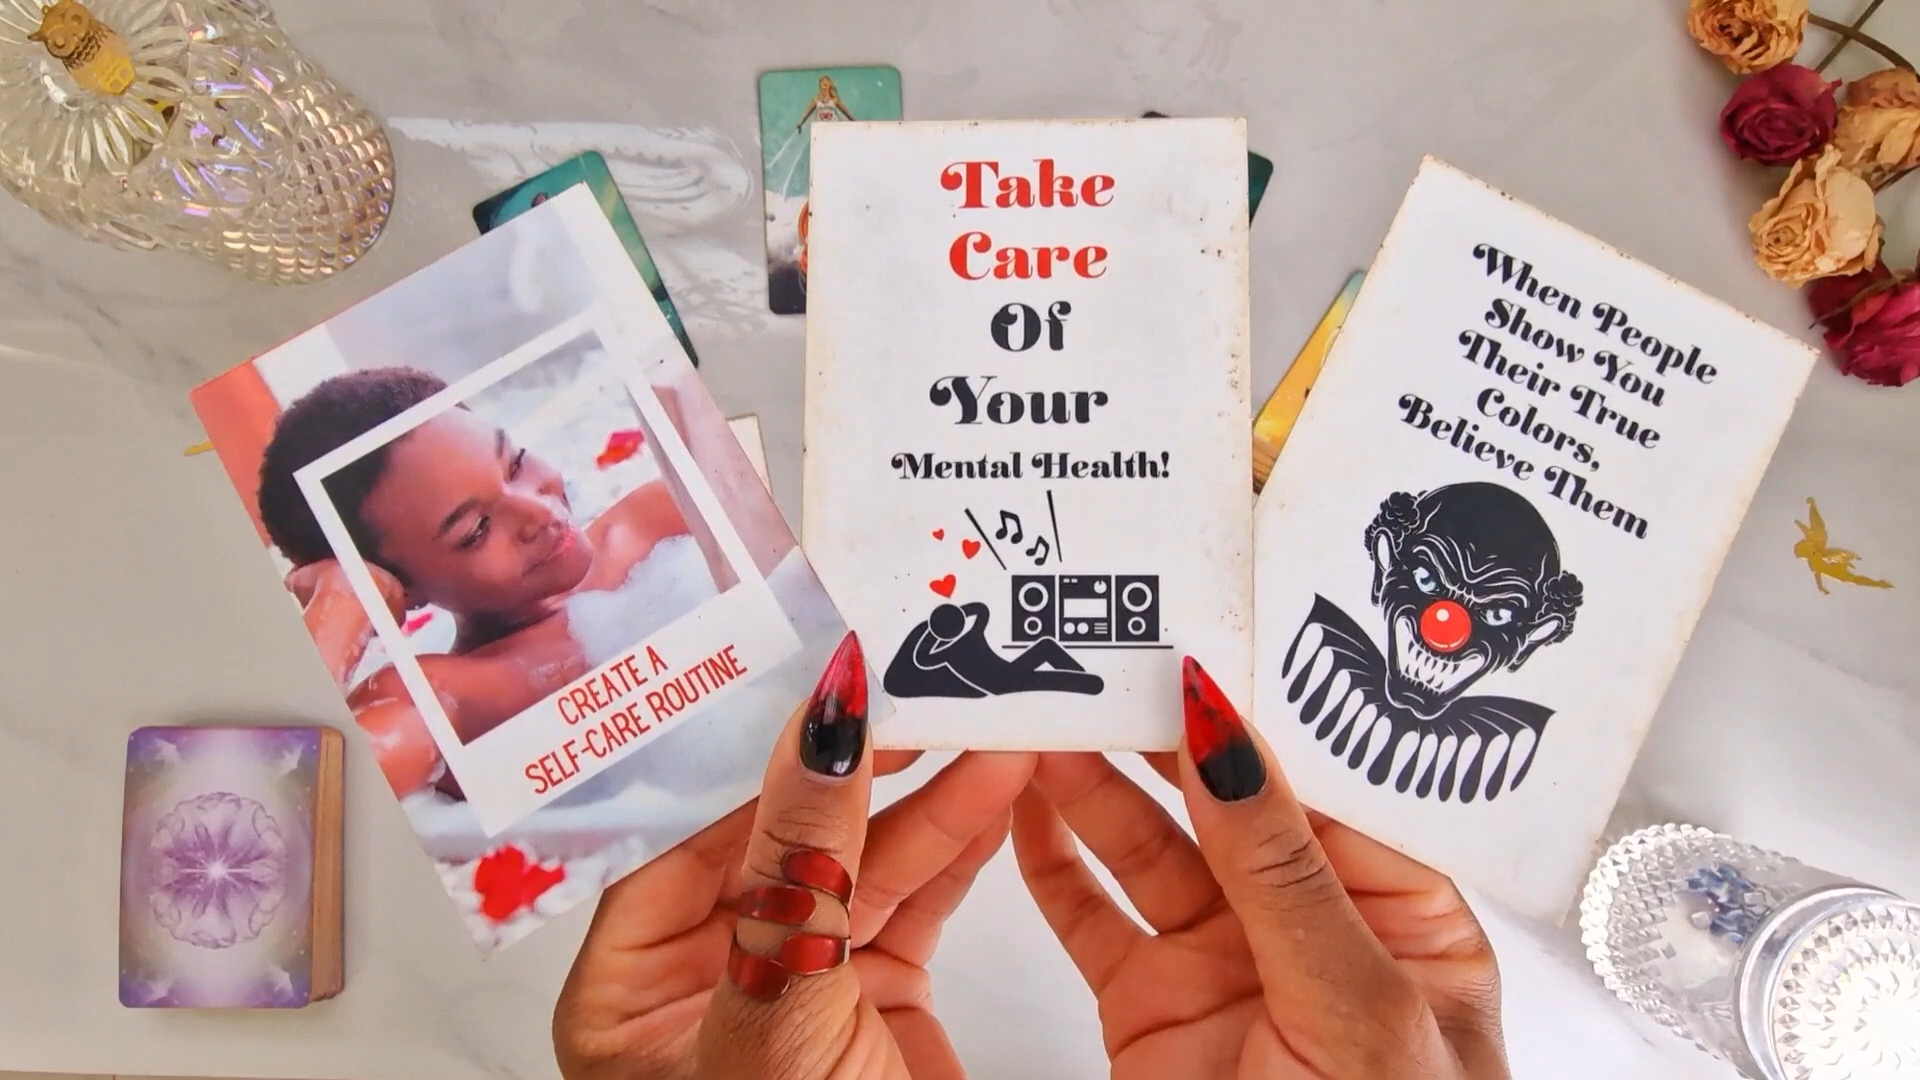 CREATE A
SELF-CARE ROUTINE
Take
Care
Of
Your
Mental Health!
When People
Show You
Their True
Colors,
Believe Them